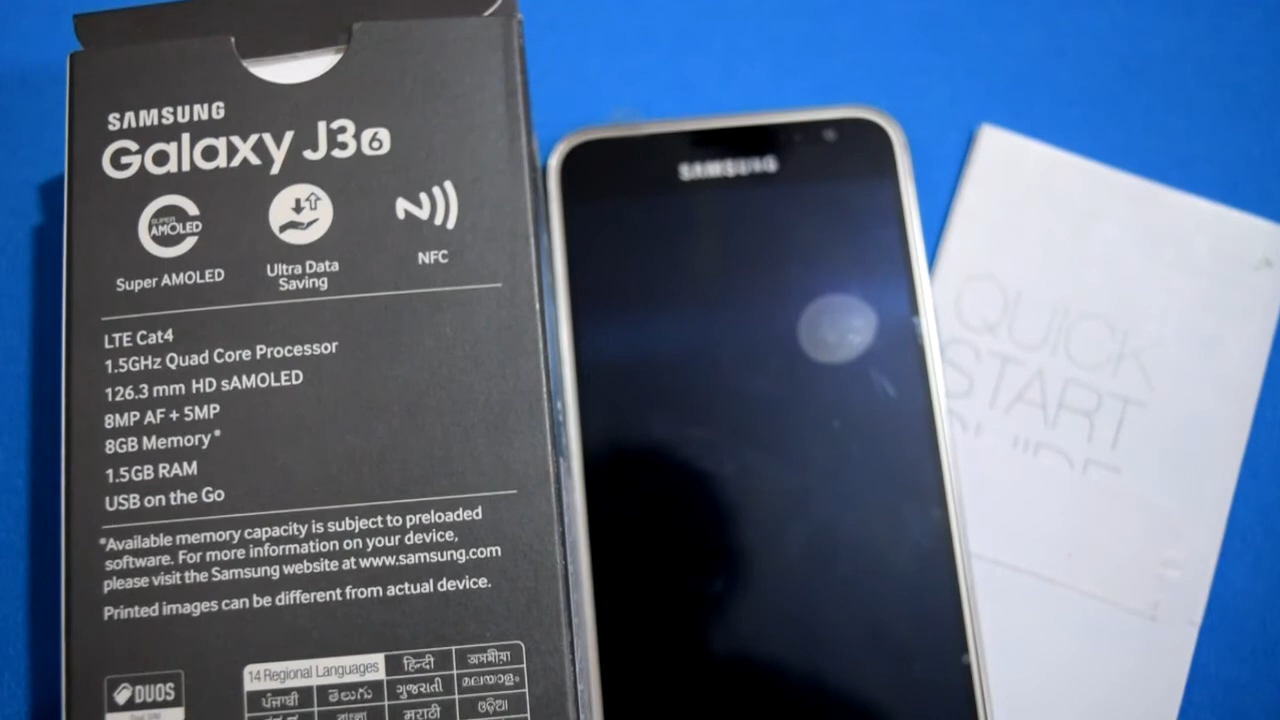 SAMSUNG
Galaxy J3 6
SUPER
AMOLED
Super AMOLED
Ultra Data
Saving
NFC
LTE Cat4
1.5GHz Quad Core Processor
126.3 mm HD sAMOLED
8MP AF + 5MP
8GB Memory*
1.5GB RAM
USB on the Go
*Available memory capacity is subject to preloaded
software. For more information on your device,
please visit the Samsung website at www.samsung.com
Printed images can be different from actual device.
DUOS
14 Regional Languages हिन्दी অসমীয়া
ਪੰਜਾਬੀ తెలుగు ગુજરાતી മലയാളം
বাংলা मराठी ଓଡ଼ିଆ
SAMSUNG
QUICK
START